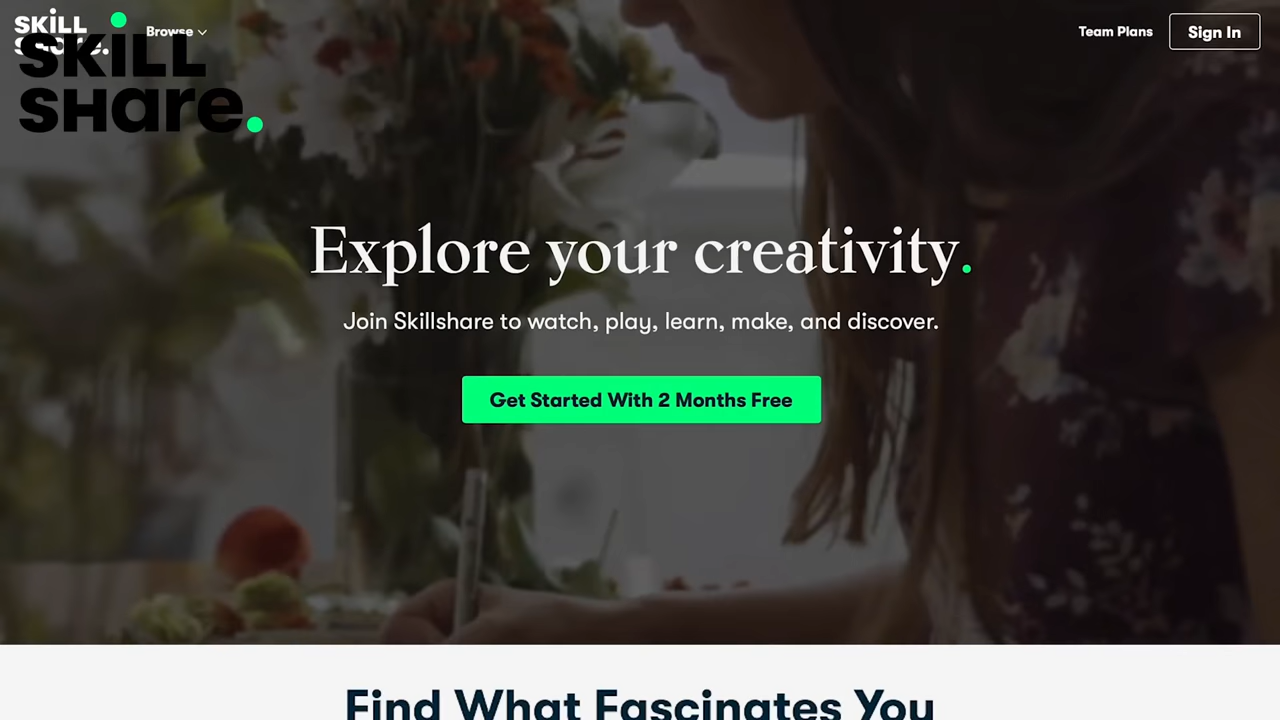 SKiLL
SHare.
Browse
Team Plans
Sign In
SKiLL
sHare.
Explore your creativity.
Join Skillshare to watch, play, learn, make, and discover.
Get Started With 2 Months Free
Find What Fascinates You